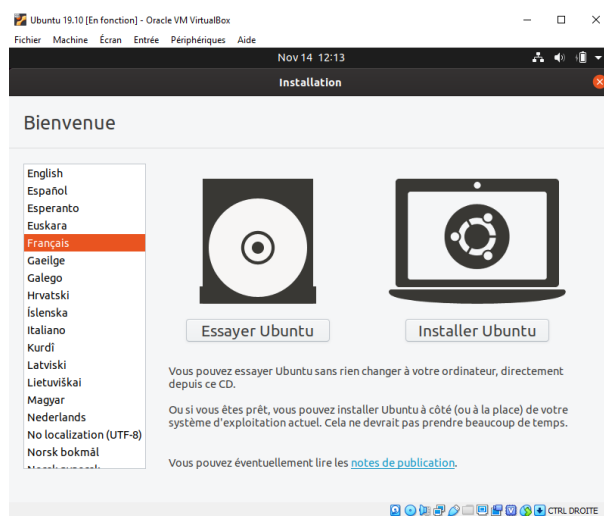 Ubuntu 19.10 [En fonction] - Oracle VM VirtualBox
Fichier Machine Écran Entrée Périphériques Aide
Nov 14 12:13
Installation
Bienvenue
English
Español
Esperanto
Euskara
Français
Gaeilge
Galego
Hrvatski
Íslenska
Italiano
Kurdî
Latviski
Lietuviškai
Magyar
Nederlands
No localization (UTF-8)
Norsk bokmål
Essayer Ubuntu
Installer Ubuntu
Vous pouvez essayer Ubuntu sans rien changer à votre ordinateur, directement
depuis ce CD.
Ou si vous êtes prêt, vous pouvez installer Ubuntu à côté (ou à la place) de votre
système d'exploitation actuel. Cela ne devrait pas prendre beaucoup de temps.
Vous pouvez éventuellement lire les notes de publication.
CTRL DROITE